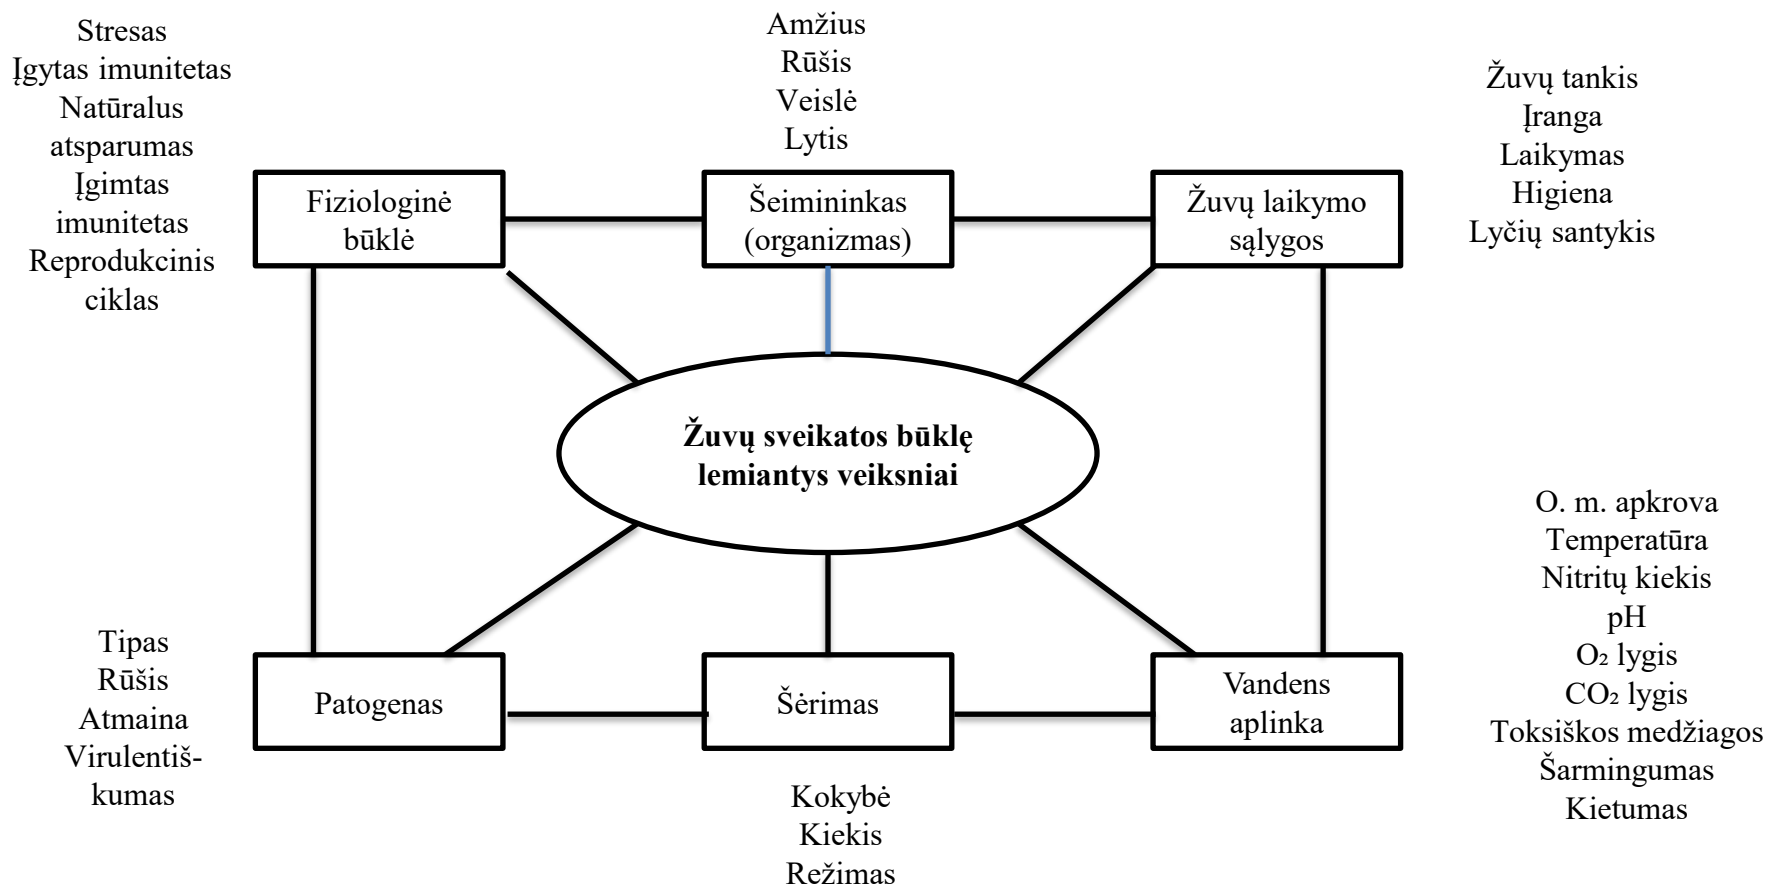 Stresas
Įgytas imunitetas
Natūralus
atsparumas
Įgimtas
imunitetas
Reprodukcinis
ciklas
Amžius
Rūšis
Veislė
Lytis
Žuvų tankis
Įranga
Laikymas
Higiena
Lyčių santykis
Fiziologinė
būklė
Šeimininkas
(organizmas)
Žuvų laikymo
sąlygos
Žuvų sveikatos būklę
lemiantys veiksniai
Tipas
Rūšis
Atmaina
Virulentiš-
kumas
Patogenas
Šėrimas
Vandens
aplinka
Kokybė
Kiekis
Režimas
O. m. apkrova
Temperatūra
Nitritų kiekis
pH
O₂ lygis
CO₂ lygis
Toksiškos medžiagos
Šarmingumas
Kietumas